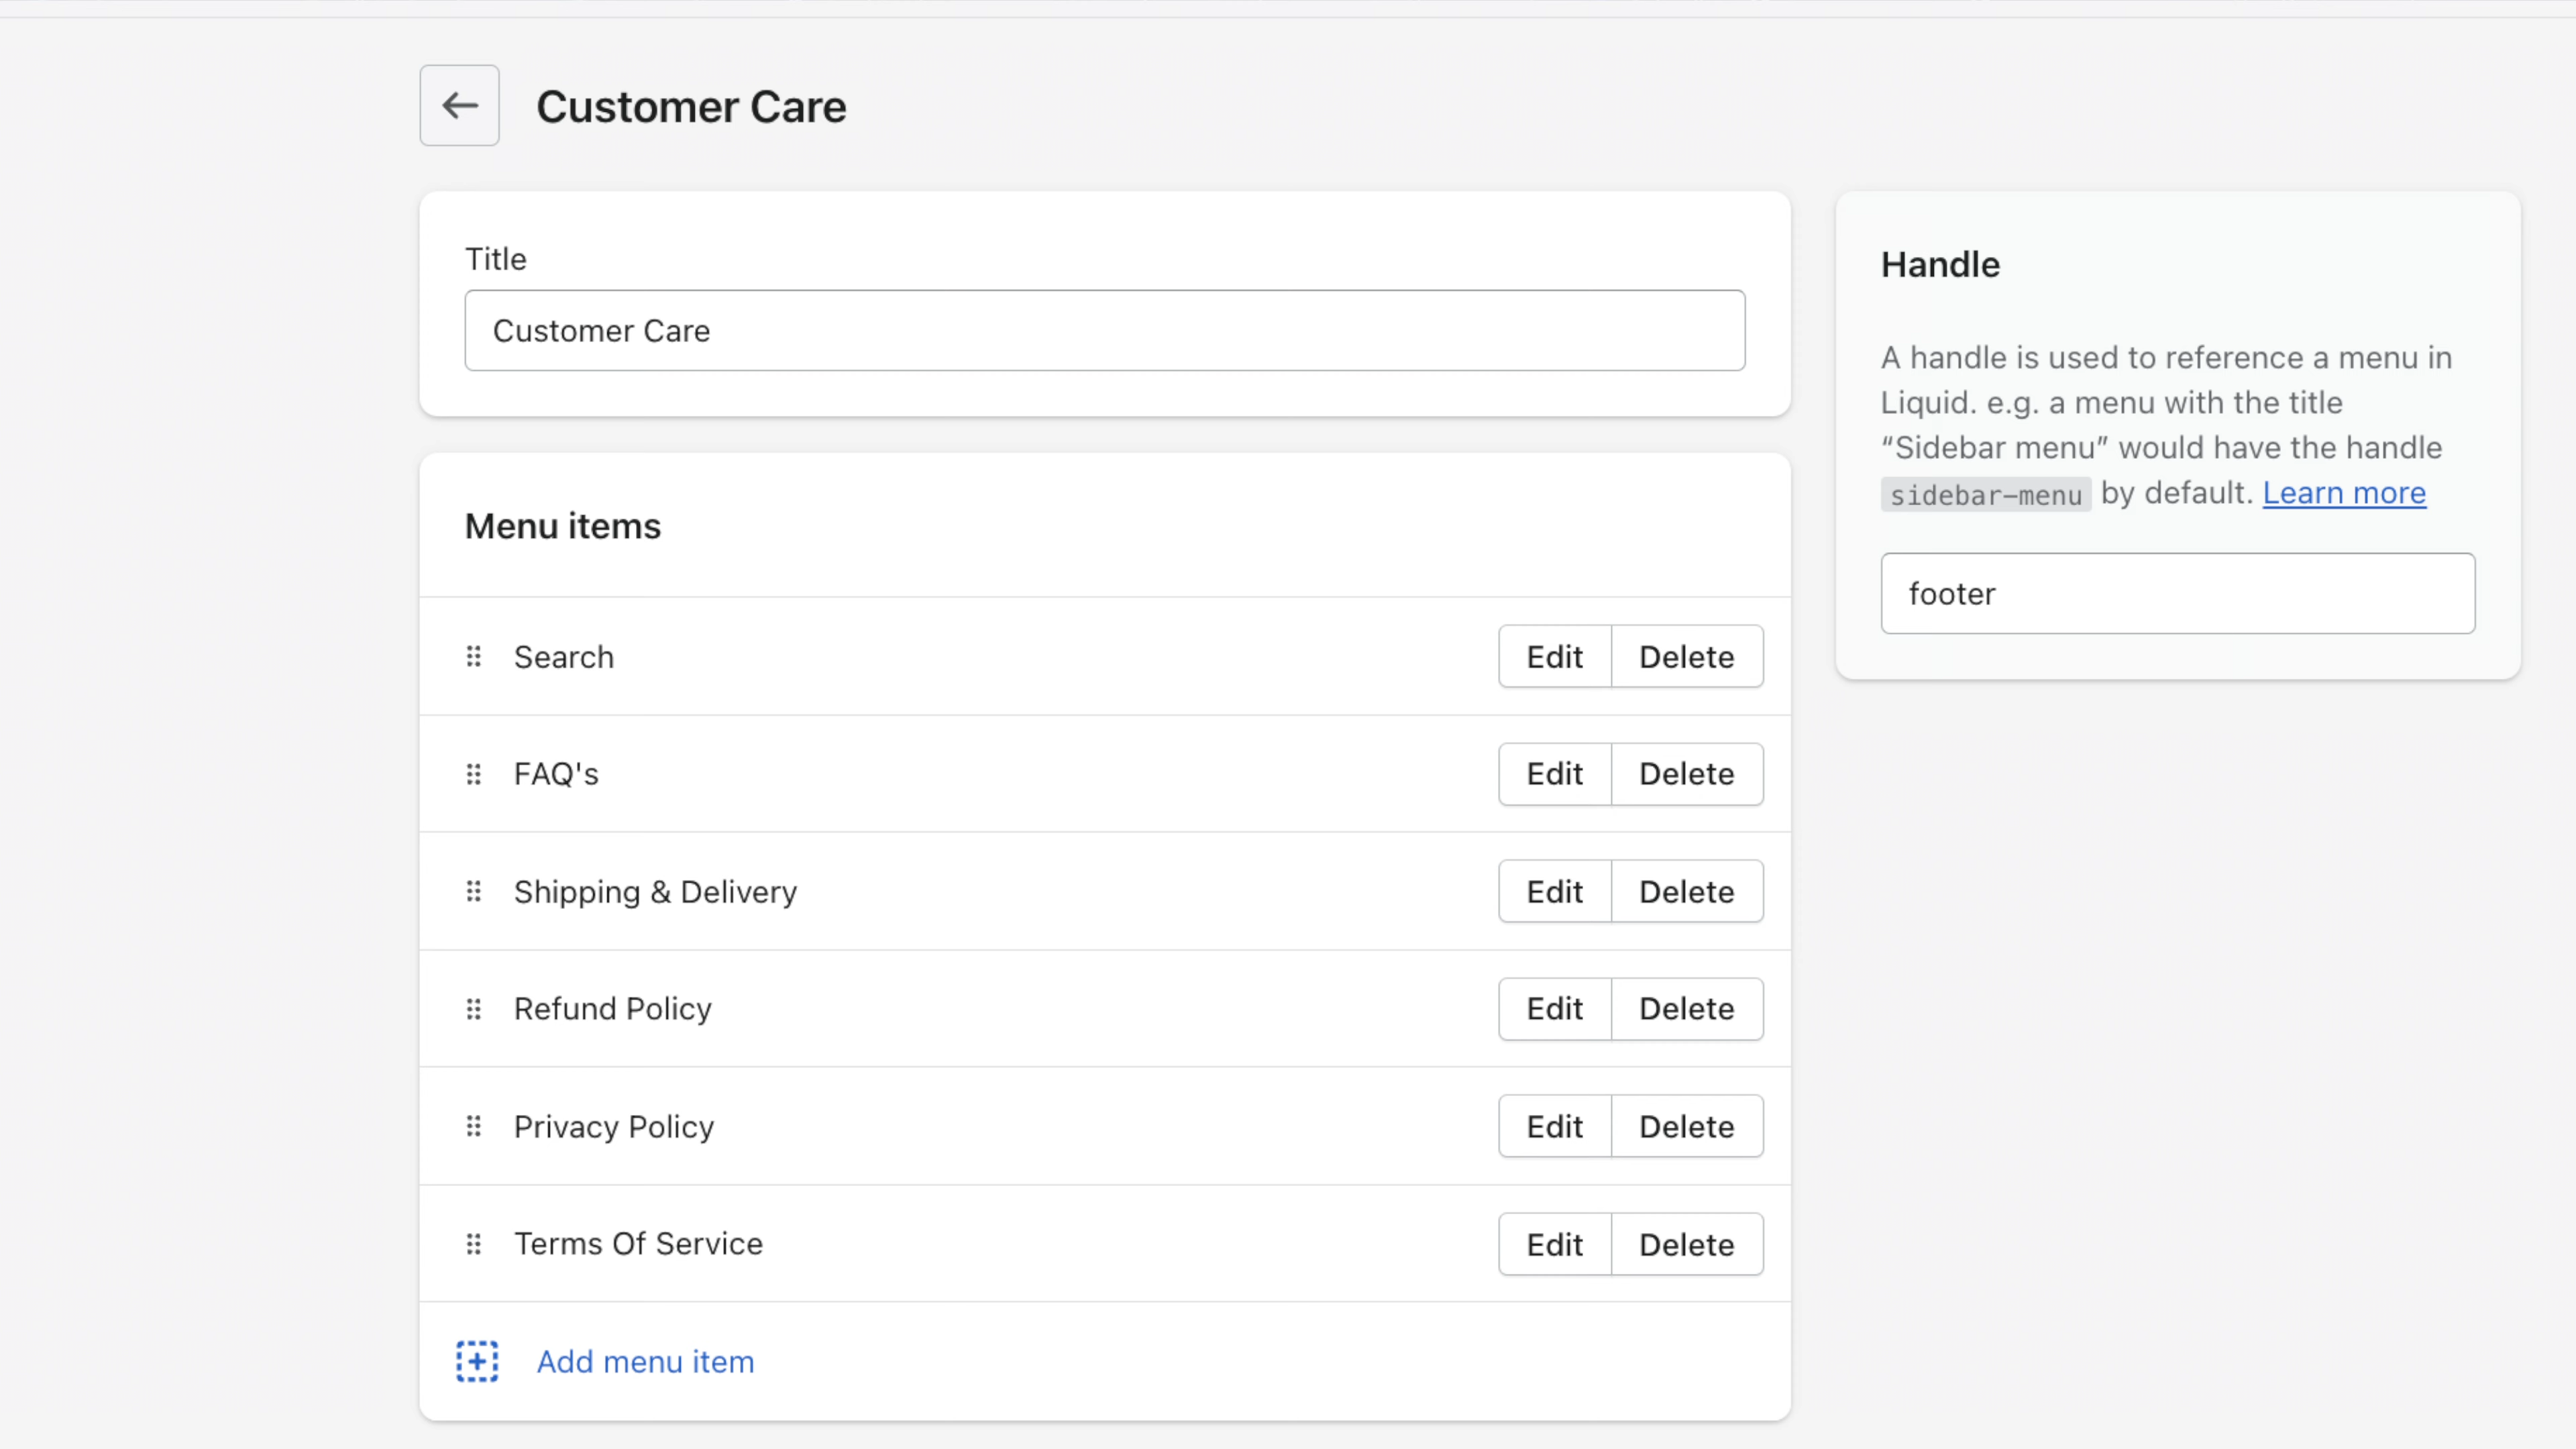 Customer Care
Title
Customer Care
Handle
A handle is used to reference a menu in
Liquid. e.g. a menu with the title
“Sidebar menu” would have the handle
sidebar-menu by default. Learn more
footer
Menu items
Search Edit Delete
FAQ's Edit Delete
Shipping & Delivery Edit Delete
Refund Policy Edit Delete
Privacy Policy Edit Delete
Terms Of Service Edit Delete
Add menu item